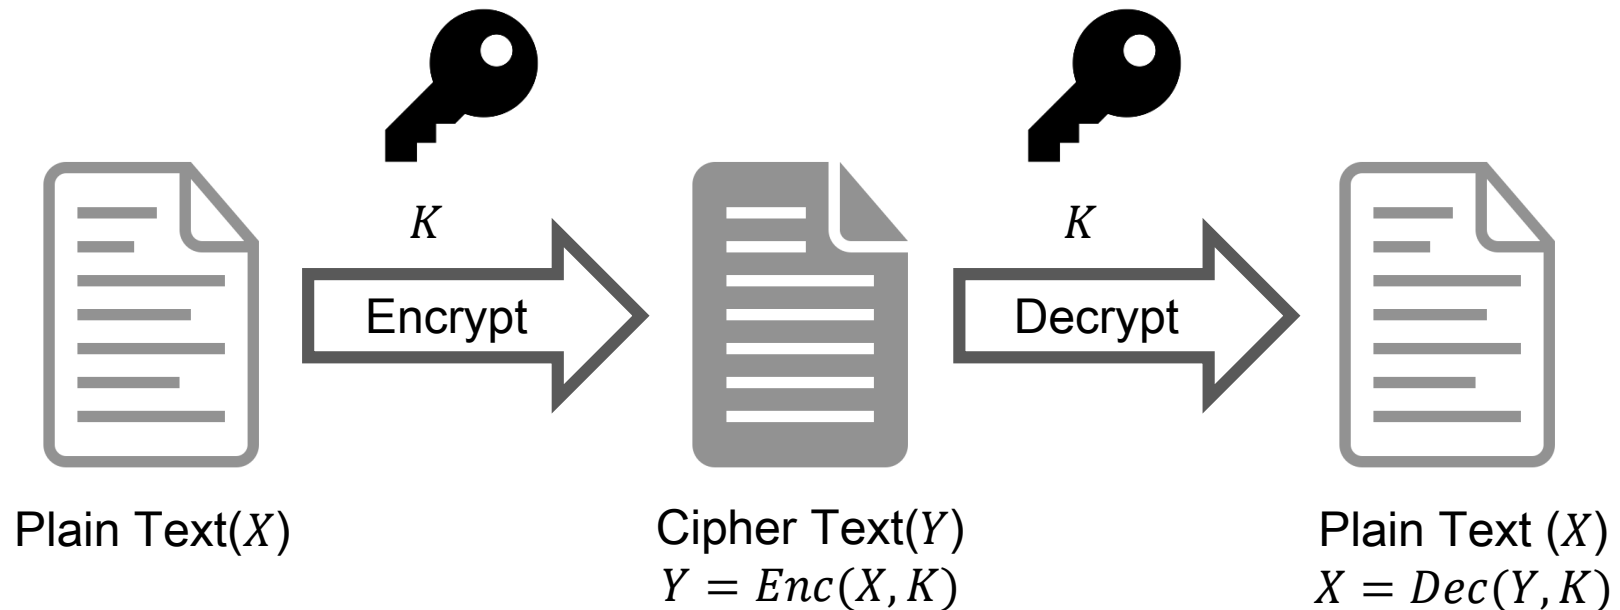 K
K
Encrypt
Decrypt
Plain Text(X)
Cipher Text(Y)
Plain Text (X)
Y = Enc(X, K)
X = Dec(Y, K)